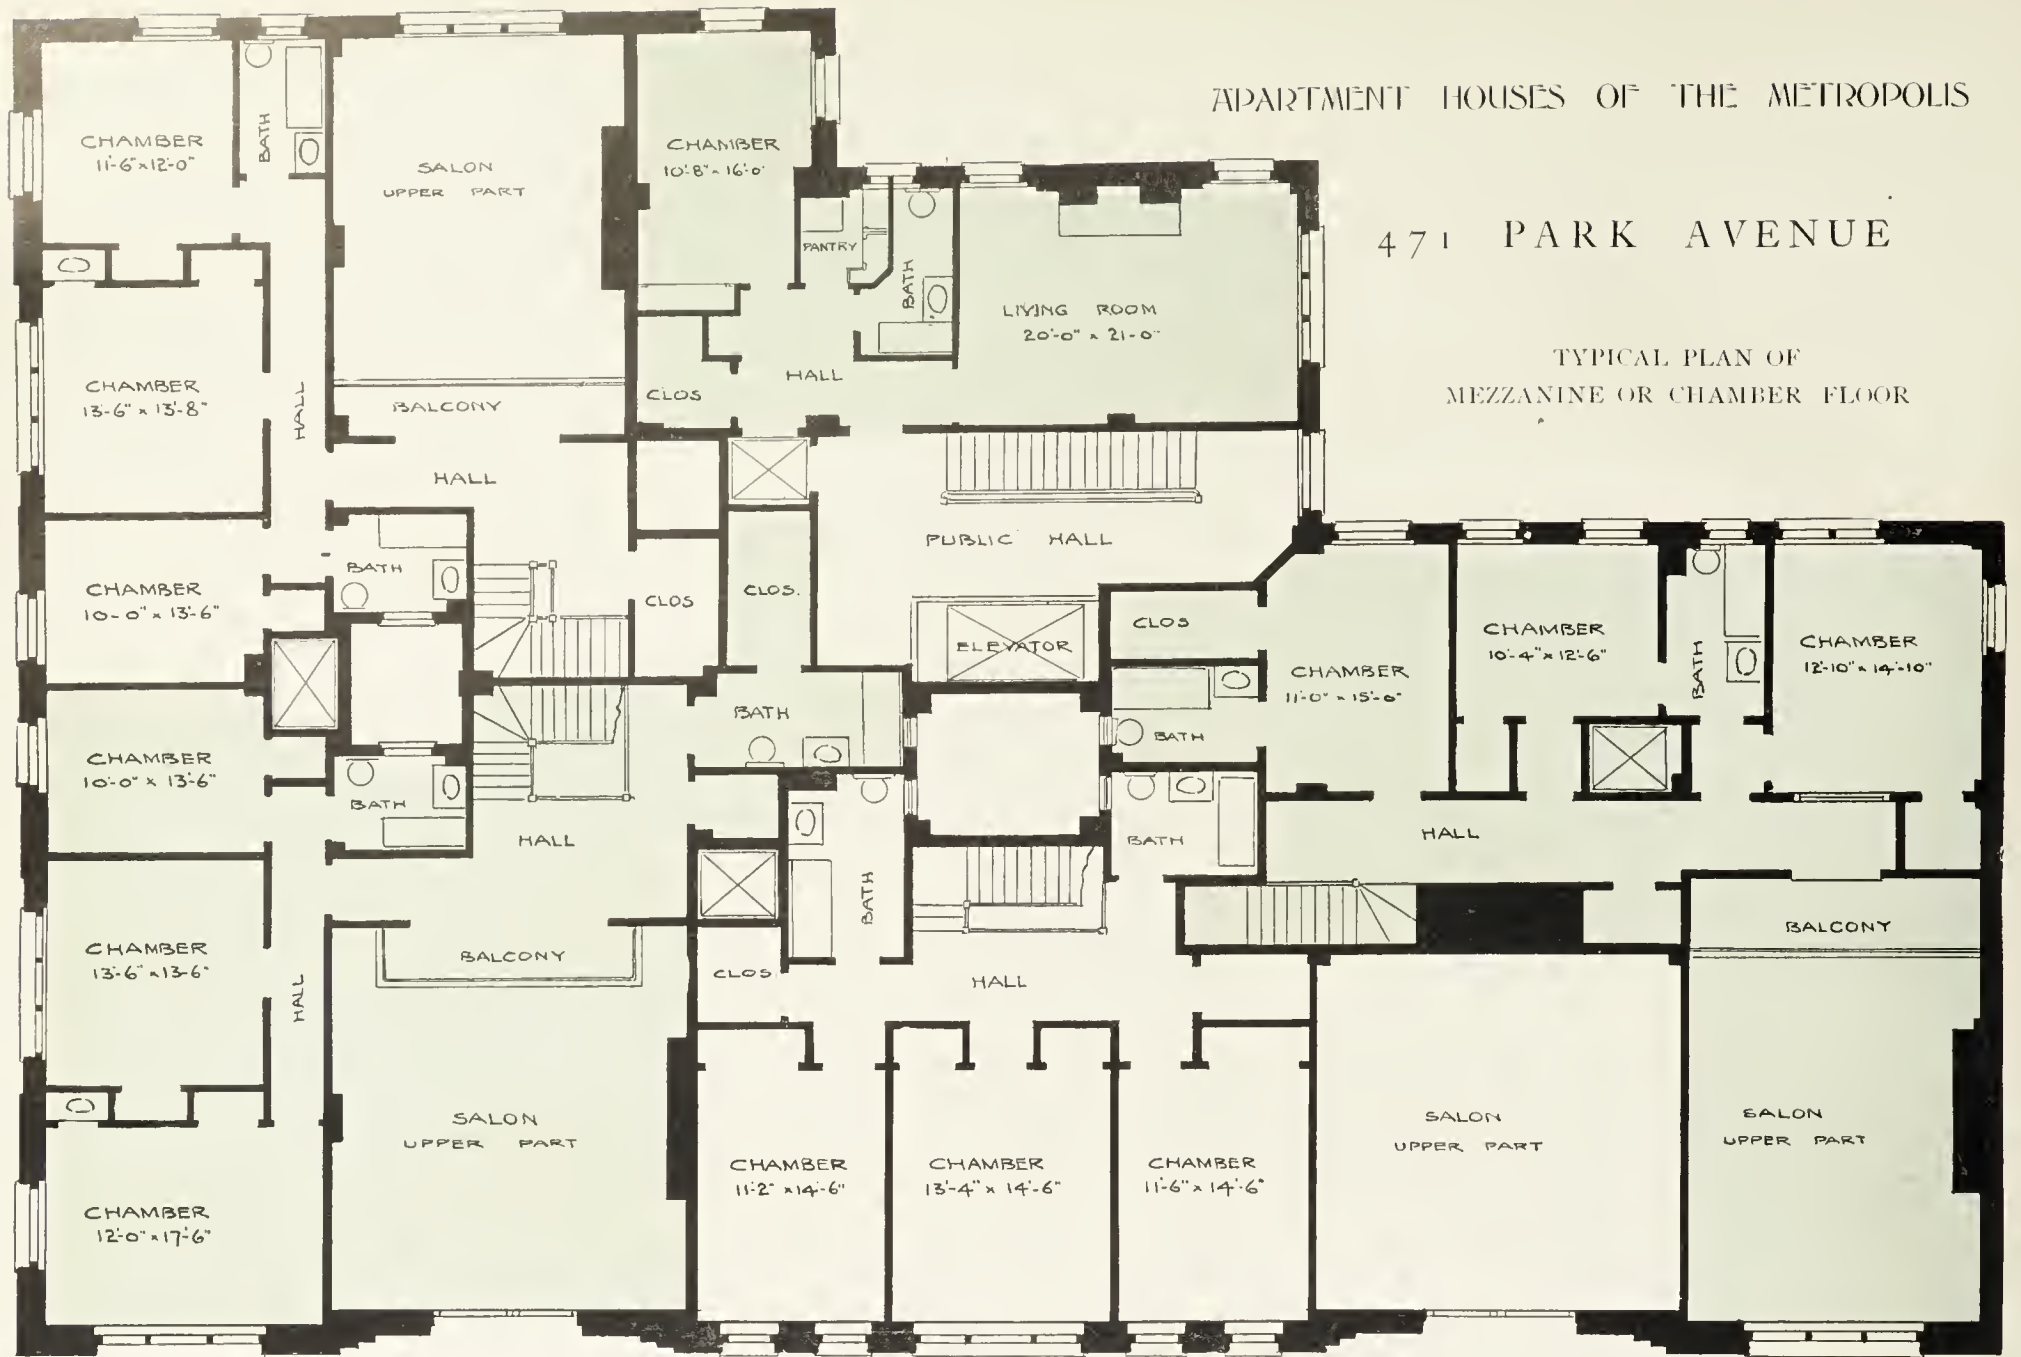 APARTMENT HOUSES OF THE METROPOLIS
471 PARK AVENUE
TYPICAL PLAN OF
MEZZANINE OR CHAMBER FLOOR
CHAMBER
11'-6" x 12'-0"
BATH
SALON
UPPER PART
CHAMBER
10'-8" x 16'-0"
PANTRY
BATH
LIVING ROOM
20'-0" x 21'-0"
CHAMBER
13'-6" x 13'-8"
HALL
BALCONY
CLOS
HALL
HALL
PUBLIC HALL
CHAMBER
10'-0" x 13'-6"
BATH
CLOS
CLOS.
ELEVATOR
CLOS
CHAMBER
11'-0" x 15'-0"
CHAMBER
10'-4" x 12'-6"
BATH
CHAMBER
12'-10" x 14'-10"
BATH
BATH
CHAMBER
10'-0" x 13'-6"
BATH
HALL
BATH
BATH
HALL
CHAMBER
13'-6" x 13'-6"
HALL
BALCONY
CLOS
HALL
BALCONY
SALON
UPPER PART
CHAMBER
11'-2" x 14'-6"
CHAMBER
13'-4" x 14'-6"
CHAMBER
11'-6" x 14'-6"
SALON
UPPER PART
SALON
UPPER PART
CHAMBER
12'-0" x 17'-6"